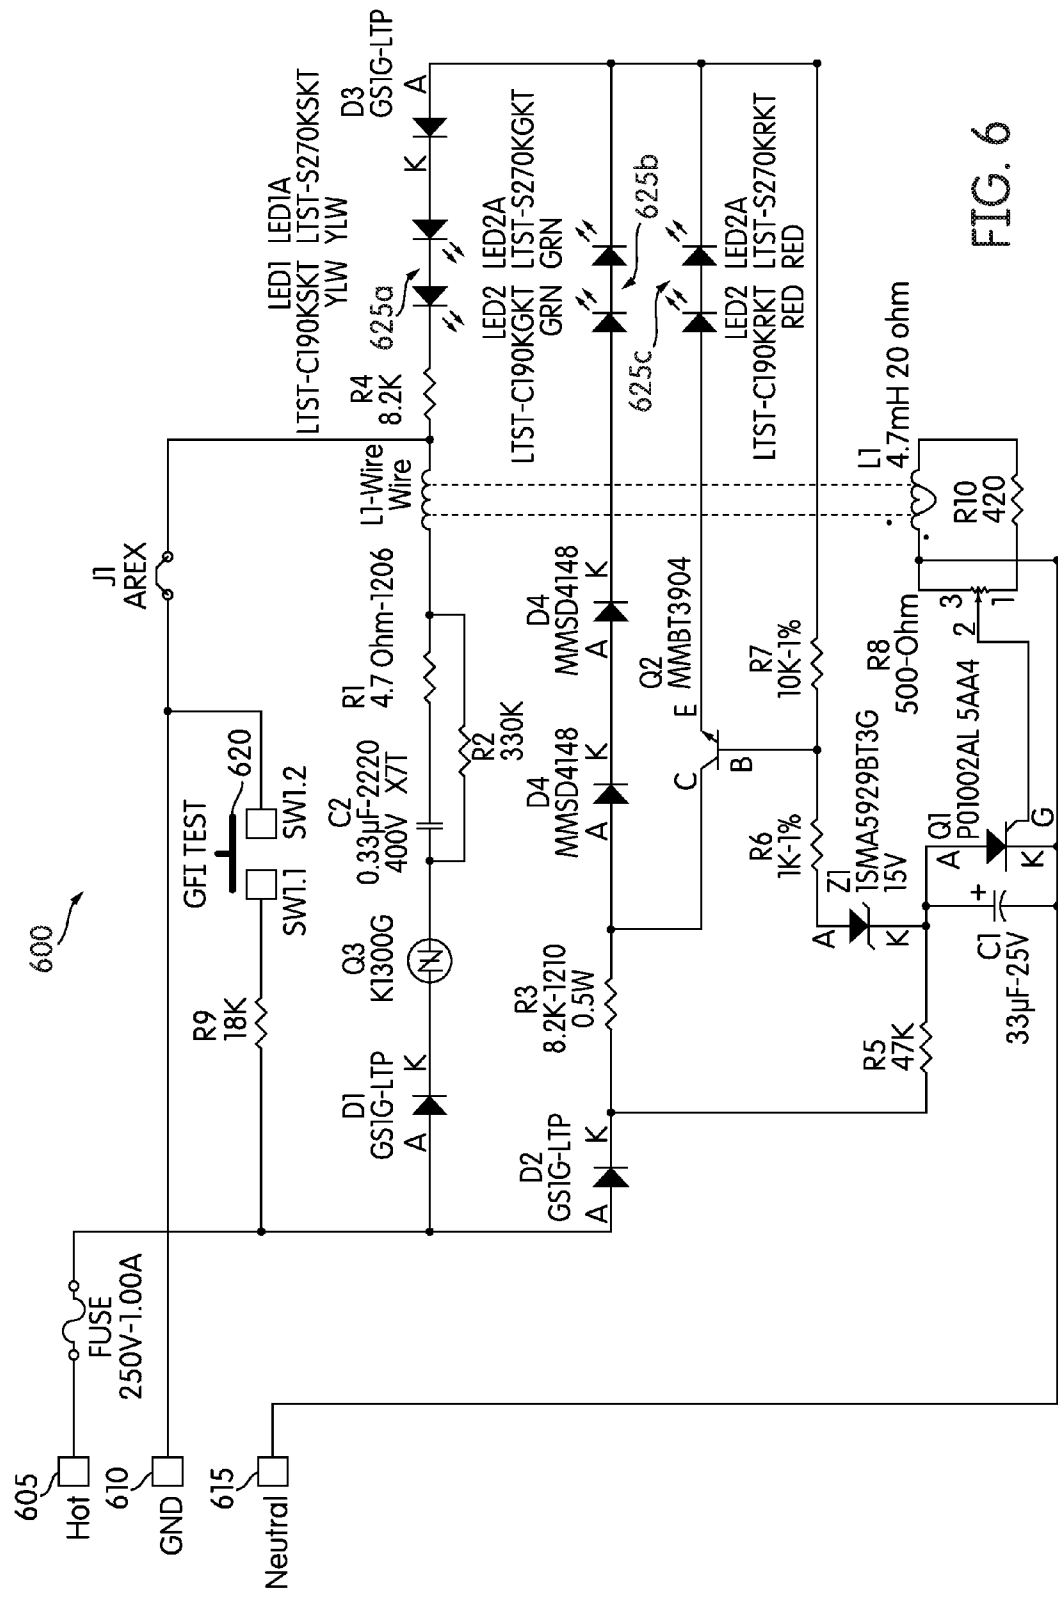 600
605
Hot
610
GND
615
Neutral
FUSE
250V-1.00A
J1
AREX
GFI TEST
620
SW1.1
SW1.2
R9
18K
D1
GS1G-LTP
A
K
Q3
K1300G
C2
0.33µF-2220
400V X7T
R1
4.7 Ohm-1206
R2
330K
L1-Wire
Wire
R4
8.2K
LED1 LED1A
LTST-C190KSKT LTST-S270KSKT
YLW YLW
625a
D3
GS1G-LTP
K
A
D2
GS1G-LTP
A
K
R3
8.2K-1210
0.5W
D4
MMSD4148
A
K
D4
MMSD4148
A
K
LED2 LED2A
LTST-C190KGKT LTST-S270KGKT
GRN GRN
625b
625c
Q2
MMBT3904
C
E
B
LED2 LED2A
LTST-C190KRKT LTST-S270KRKT
RED RED
R6
1K-1%
R7
10K-1%
Z1
1SMA5929BT3G
15V
A
K
R5
47K
C1
33µF-25V
+
Q1
P01002AL 5AA4
A
K
G
R8
500-Ohm
2
3
1
L1
4.7mH 20 ohm
R10
420
FIG. 6